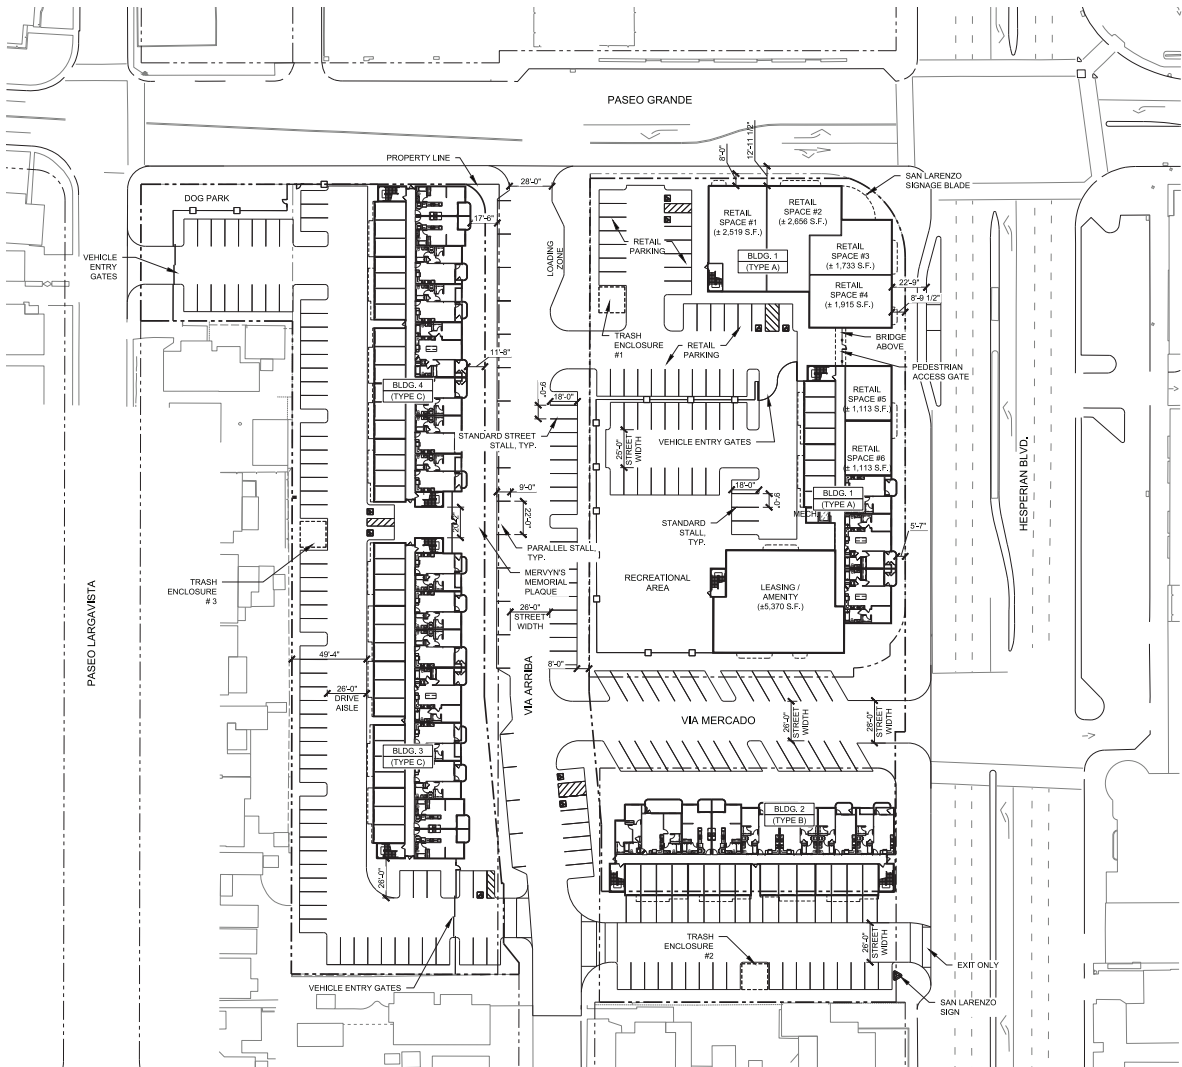 PASEO GRANDE
8'-0"
12'-11 1/2"
PROPERTY LINE
28'-0"
SAN LARENZO
SIGNAGE BLADE
DOG PARK
17'-6"
RETAIL
SPACE #1
(± 2,519 S.F.)
RETAIL
SPACE #2
(± 2,656 S.F.)
RETAIL
PARKING
LOADING
ZONE
VEHICLE
ENTRY
GATES
BLDG. 1
(TYPE A)
RETAIL
SPACE #3
(± 1,733 S.F.)
RETAIL
SPACE #4
(± 1,915 S.F.)
22'-9"
8'-9 1/2"
TRASH
ENCLOSURE
#1
RETAIL
PARKING
BRIDGE
ABOVE
11'-8"
PEDESTRIAN
ACCESS GATE
BLDG. 4
(TYPE C)
9'-0"
18'-0"
RETAIL
SPACE #5
(± 1,113 S.F.)
STANDARD STREET
STALL, TYP.
25'-0"
STREET
WIDTH
VEHICLE ENTRY GATES
RETAIL
SPACE #6
(± 1,113 S.F.)
HESPERIAN BLVD.
9'-0"
22'-0"
18'-0"
9'-0"
BLDG. 1
(TYPE A)
MECH.
20'-2"
STANDARD
STALL,
TYP.
5'-7"
PARALLEL STALL,
TYP.
MERVYN'S
MEMORIAL
PLAQUE
TRASH
ENCLOSURE
# 3
RECREATIONAL
AREA
LEASING /
AMENITY
(±5,370 S.F.)
PASEO LARGAVISTA
26'-0"
STREET
WIDTH
49'-4"
8'-0"
26'-0"
DRIVE
AISLE
VIA ARRIBA
VIA MERCADO
26'-0"
STREET
WIDTH
28'-0"
STREET
WIDTH
BLDG. 3
(TYPE C)
BLDG. 2
(TYPE B)
26'-0"
TRASH
ENCLOSURE
#2
26'-0"
STREET
WIDTH
EXIT ONLY
VEHICLE ENTRY GATES
SAN LARENZO
SIGN